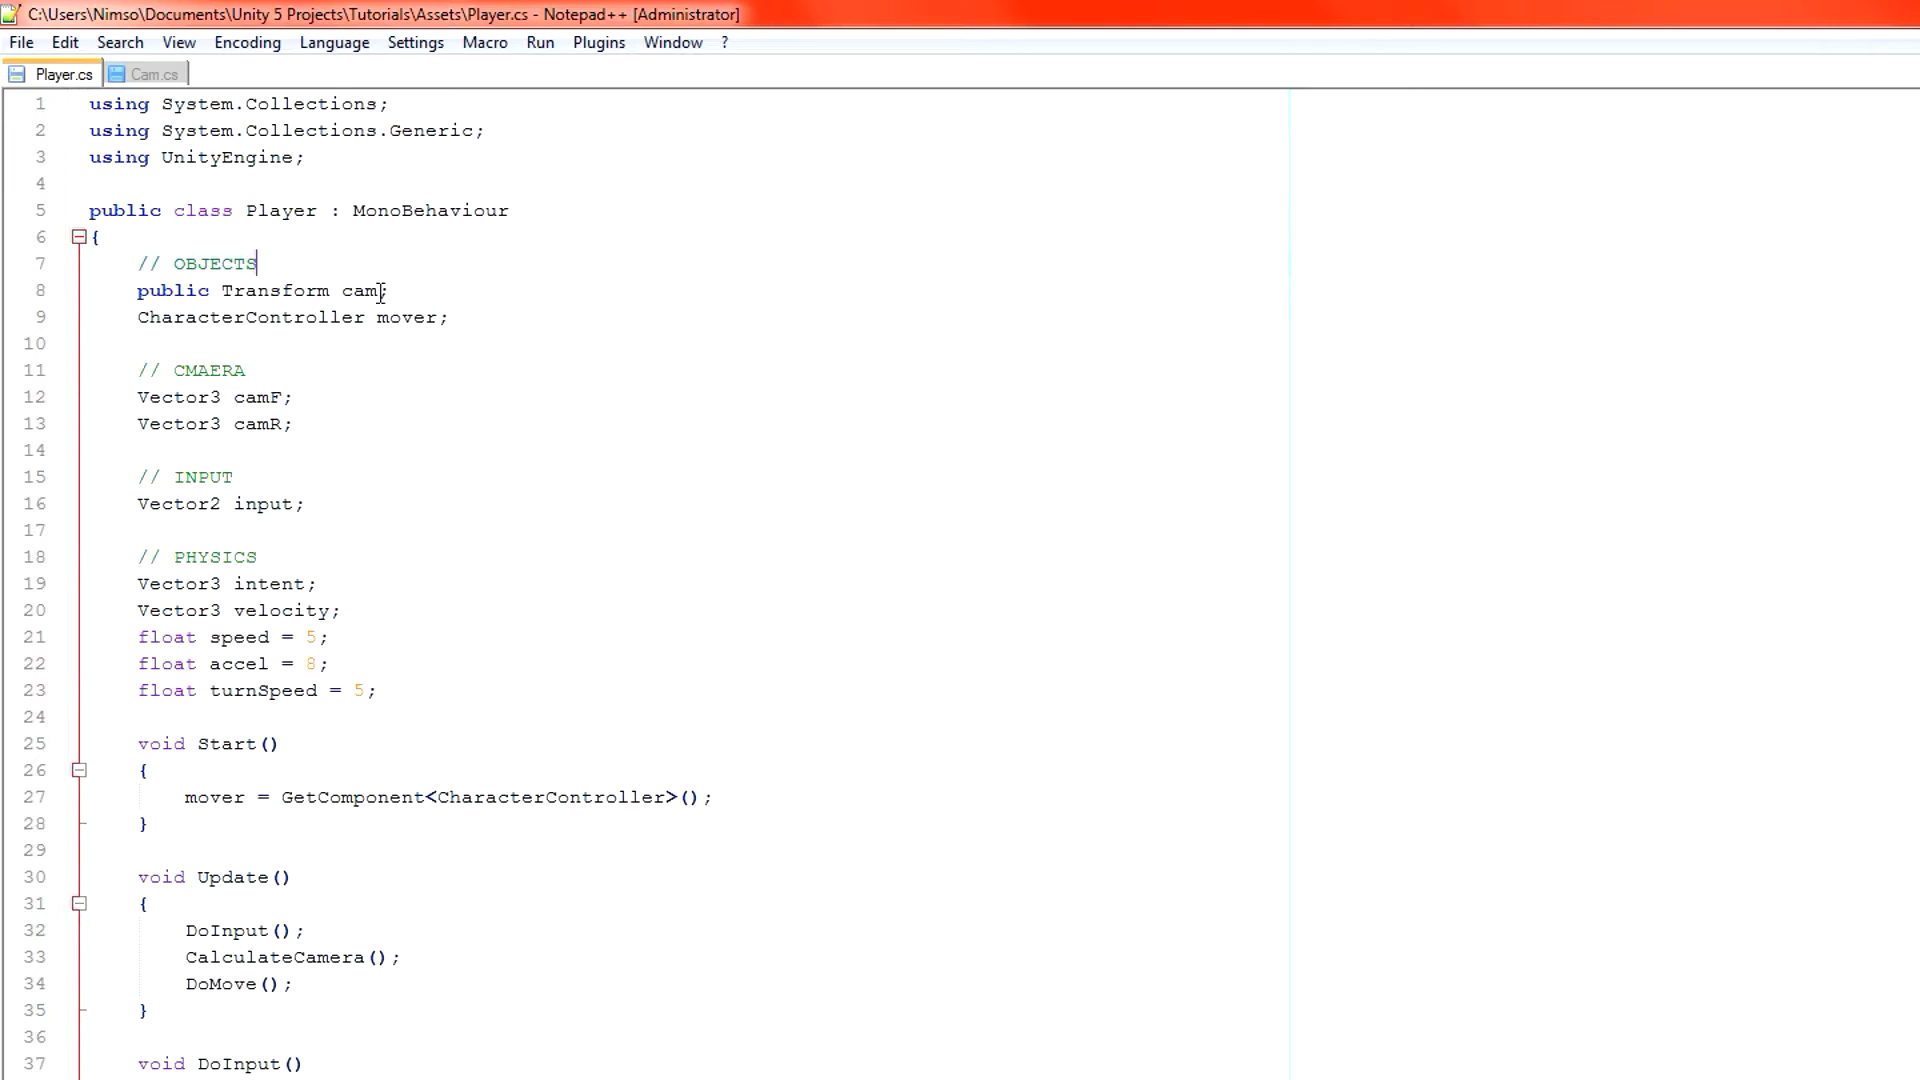 C:\Users\Nimso\Documents\Unity 5 Projects\Tutorials\Assets\Player.cs - Notepad++ [Administrator]
File Edit Search View Encoding Language Settings Macro Run Plugins Window ?
Player.cs Cam.cs
1 using System.Collections;
2 using System.Collections.Generic;
3 using UnityEngine;
4
5 public class Player : MonoBehaviour
6 {
7 // OBJECTS
8 public Transform cam;
9 CharacterController mover;
10
11 // CMAERA
12 Vector3 camF;
13 Vector3 camR;
14
15 // INPUT
16 Vector2 input;
17
18 // PHYSICS
19 Vector3 intent;
20 Vector3 velocity;
21 float speed = 5;
22 float accel = 8;
23 float turnSpeed = 5;
24
25 void Start()
26 {
27 mover = GetComponent<CharacterController>();
28 }
29
30 void Update()
31 {
32 DoInput();
33 CalculateCamera();
34 DoMove();
35 }
36
37 void DoInput()